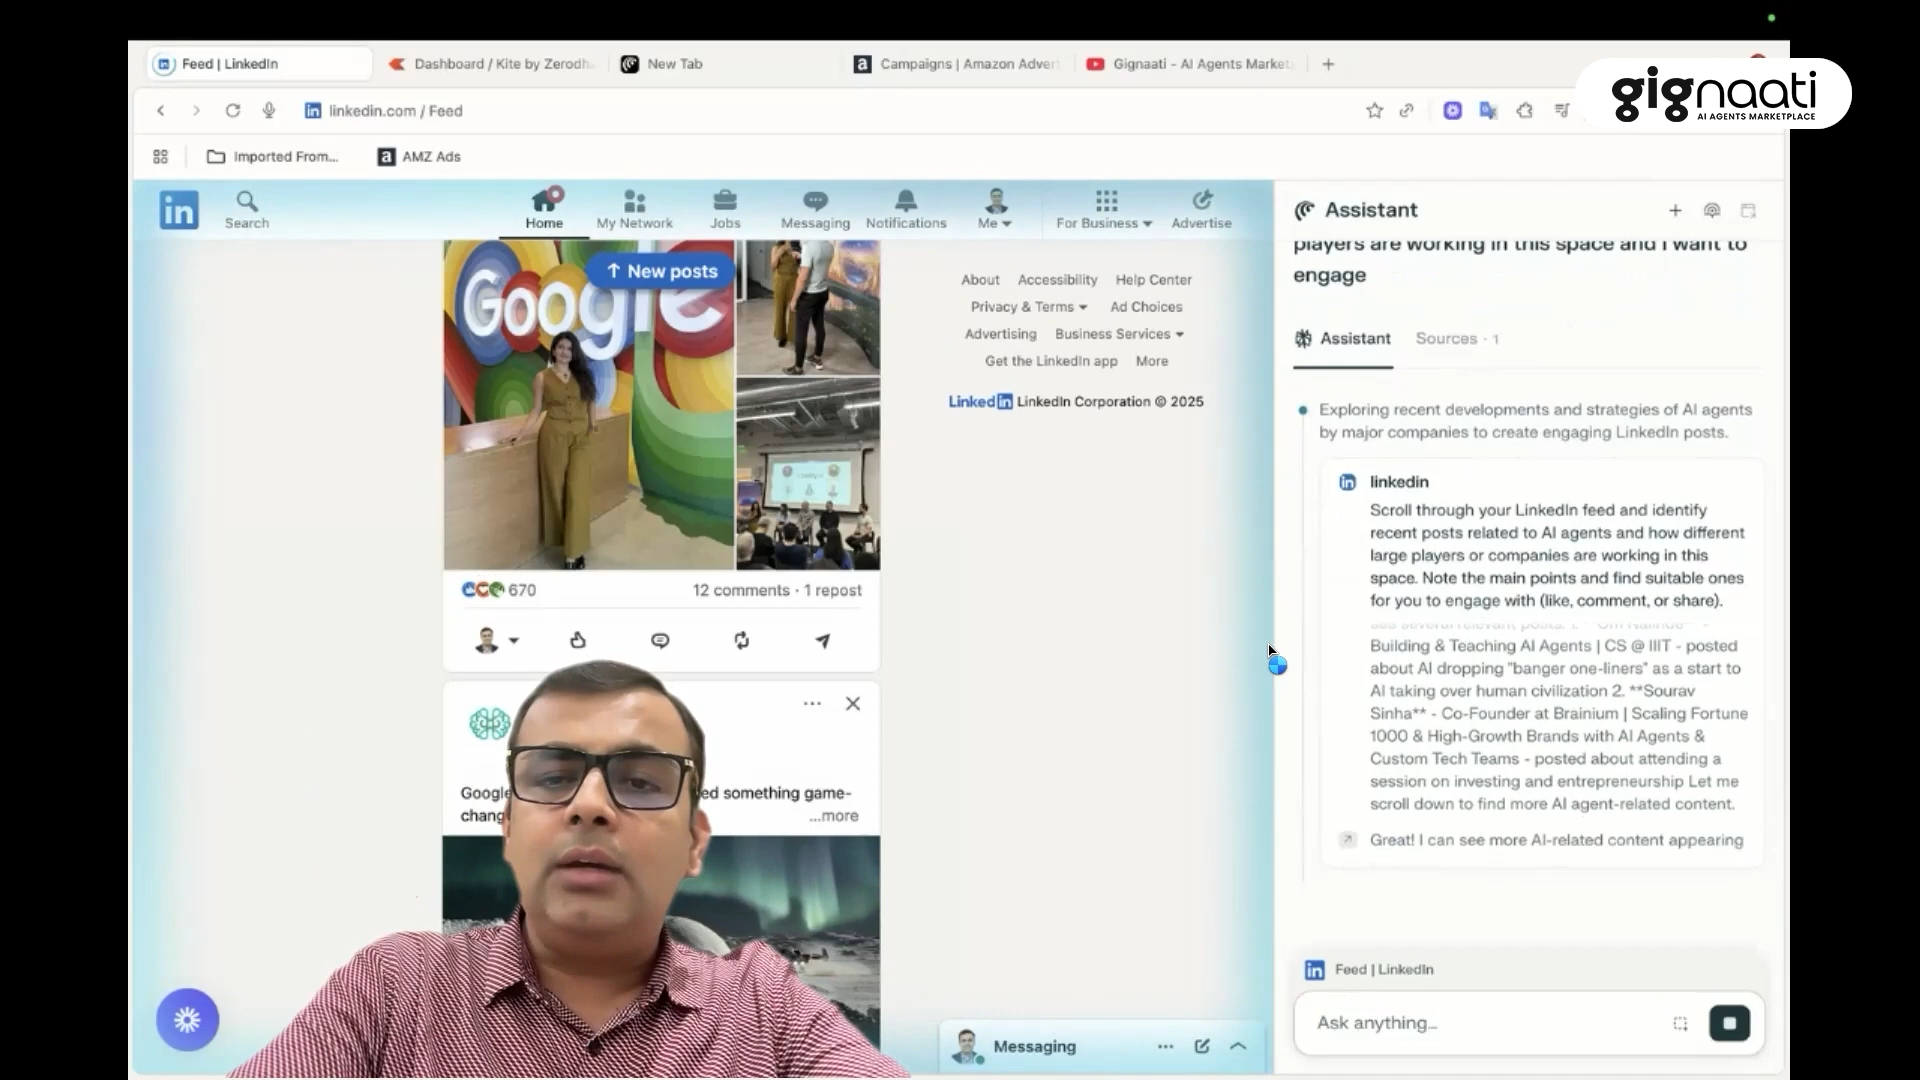 Feed | LinkedIn
Dashboard / Kite by Zerodh
New Tab
Campaigns | Amazon Adver
Gignaati - AI Agents Market
gignaati
AI AGENTS MARKETPLACE
linkedin.com / Feed
Imported From...
AMZ Ads
in
Search
Home
My Network
Jobs
Messaging
Notifications
Me
For Business
Advertise
Google
↑ New posts
670
12 comments · 1 repost
Google
ed something game-
chang
...more
About Accessibility Help Center
Privacy & Terms Ad Choices
Advertising Business Services
Get the LinkedIn app More
LinkedIn LinkedIn Corporation © 2025
Messaging
Assistant
players are working in this space and I want to
engage
Assistant
Sources · 1
Exploring recent developments and strategies of AI agents
by major companies to create engaging LinkedIn posts.
linkedin
Scroll through your LinkedIn feed and identify
recent posts related to AI agents and how different
large players or companies are working in this
space. Note the main points and find suitable ones
for you to engage with (like, comment, or share).
Building & Teaching AI Agents | CS @ IIIT - posted
about AI dropping "banger one-liners" as a start to
AI taking over human civilization 2. **Sourav
Sinha** - Co-Founder at Brainium | Scaling Fortune
1000 & High-Growth Brands with AI Agents &
Custom Tech Teams - posted about attending a
session on investing and entrepreneurship Let me
scroll down to find more AI agent-related content.
Great! I can see more AI-related content appearing
Feed | LinkedIn
Ask anything...